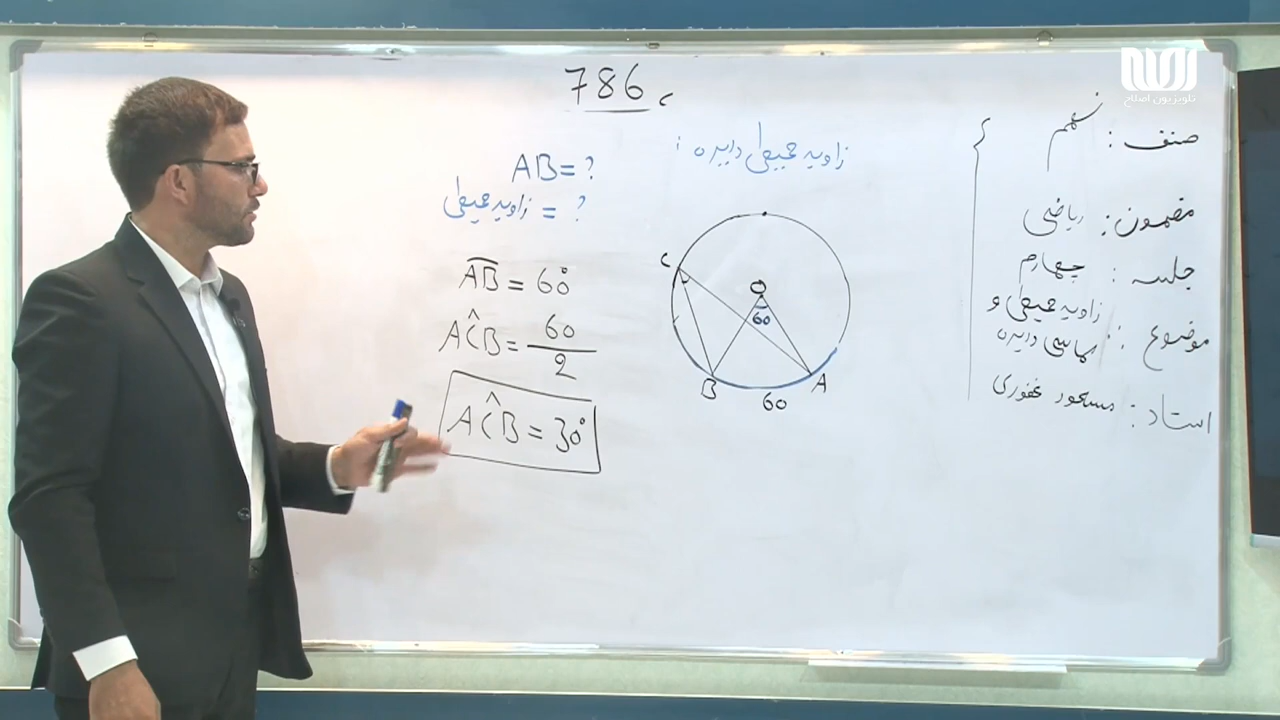 786
صنف : نهم
مضمون : ریاضی
جلسه : چهارم
موضوع : زاویه محیطی و
مماسی دایره
استاد : مسعود غفوری
زاویه محیطی دایره :
AB = ?
زاویه محیطی = ?
AB = 60°
AĈB = 60/2
AĈB = 30°
C
O
60
B
A
60
تلویزیون اصلاح